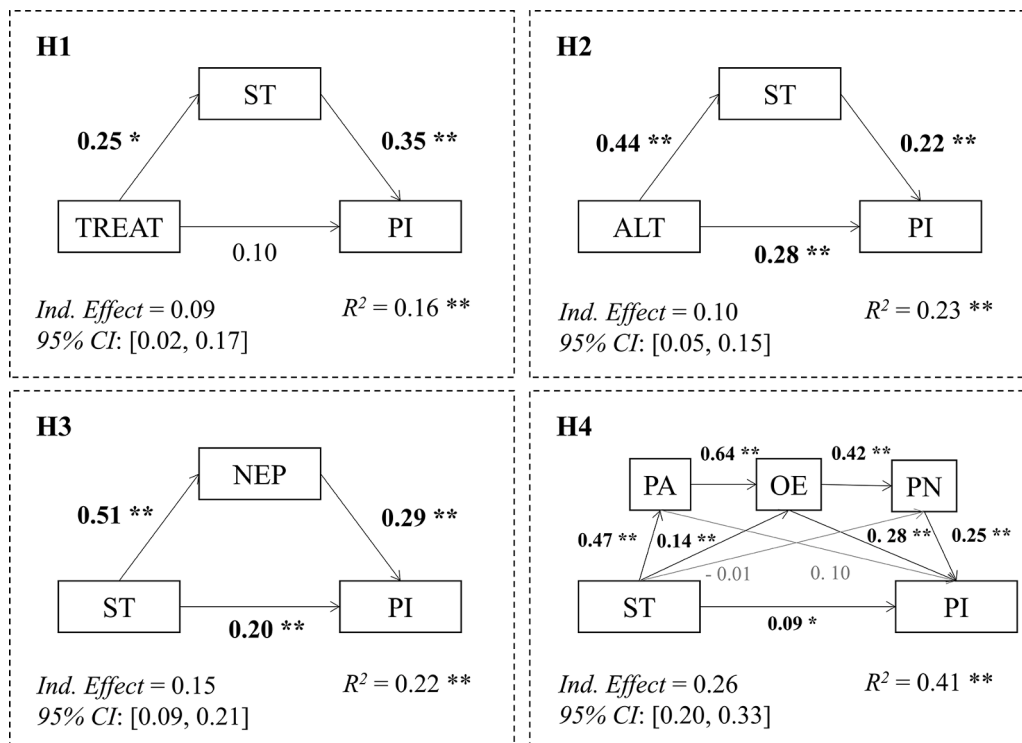 H1
ST
0.25 *
0.35 **
TREAT
PI
0.10
Ind. Effect = 0.09
R² = 0.16 **
95% CI: [0.02, 0.17]
H2
ST
0.44 **
0.22 **
ALT
PI
0.28 **
Ind. Effect = 0.10
R² = 0.23 **
95% CI: [0.05, 0.15]
H3
NEP
0.51 **
0.29 **
ST
PI
0.20 **
Ind. Effect = 0.15
R² = 0.22 **
95% CI: [0.09, 0.21]
H4
0.64 **
0.42 **
PA
OE
PN
0.47 **
0.14 **
0. 28 **
0.25 **
- 0.01
0. 10
ST
PI
0.09 *
Ind. Effect = 0.26
R² = 0.41 **
95% CI: [0.20, 0.33]